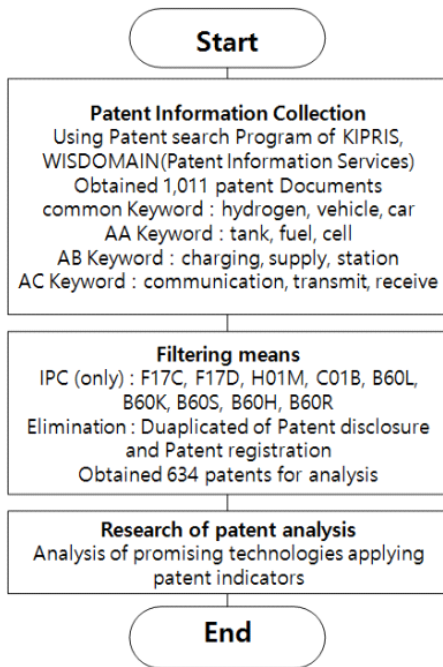 Start
Patent Information Collection
Using Patent search Program of KIPRIS,
WISDOMAIN(Patent Information Services)
Obtained 1,011 patent Documents
common Keyword : hydrogen, vehicle, car
AA Keyword : tank, fuel, cell
AB Keyword : charging, supply, station
AC Keyword : communication, transmit, receive
Filtering means
IPC (only) : F17C, F17D, H01M, C01B, B60L,
B60K, B60S, B60H, B60R
Elimination : Duaplicated of Patent disclosure
and Patent registration
Obtained 634 patents for analysis
Research of patent analysis
Analysis of promising technologies applying
patent indicators
End